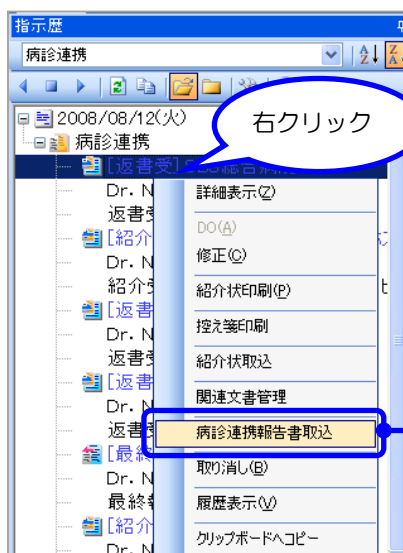 指示歴
病診連携
2008/08/12(火)
病診連携
右クリック
[返書受]
Dr. N
返書受
[紹介
Dr. N
紹介
[返書
Dr. N
返書受
[返書
Dr. N
返書受
[最終
Dr. N
最終
[紹介
Dr. N
詳細表示(Z)
DO(A)
修正(C)
紹介状印刷(P)
控え箋印刷
紹介状取込
関連文書管理
病診連携報告書取込
取り消し(B)
履歴表示(V)
クリップボードへコピー